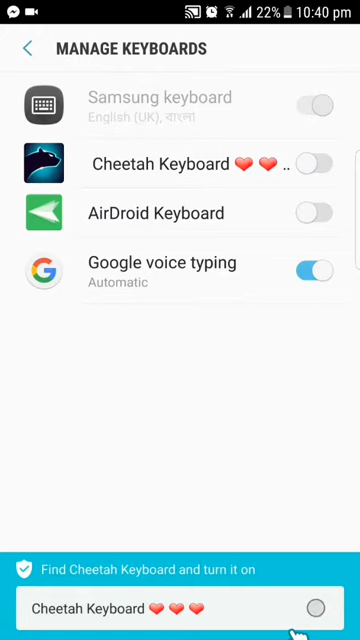 22% 10:40 pm
MANAGE KEYBOARDS
Samsung keyboard
English (UK), বাংলা
Cheetah Keyboard ❤️ ❤️ ..
AirDroid Keyboard
Google voice typing
Automatic
Find Cheetah Keyboard and turn it on
Cheetah Keyboard ❤️ ❤️ ❤️